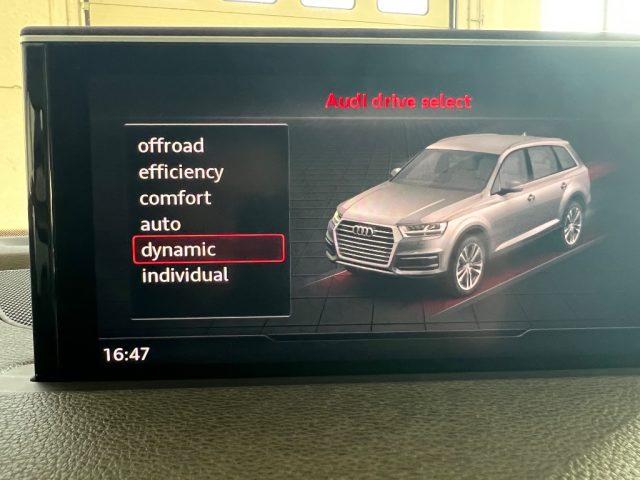 Audi drive select
offroad
efficiency
comfort
auto
dynamic
individual
16:47